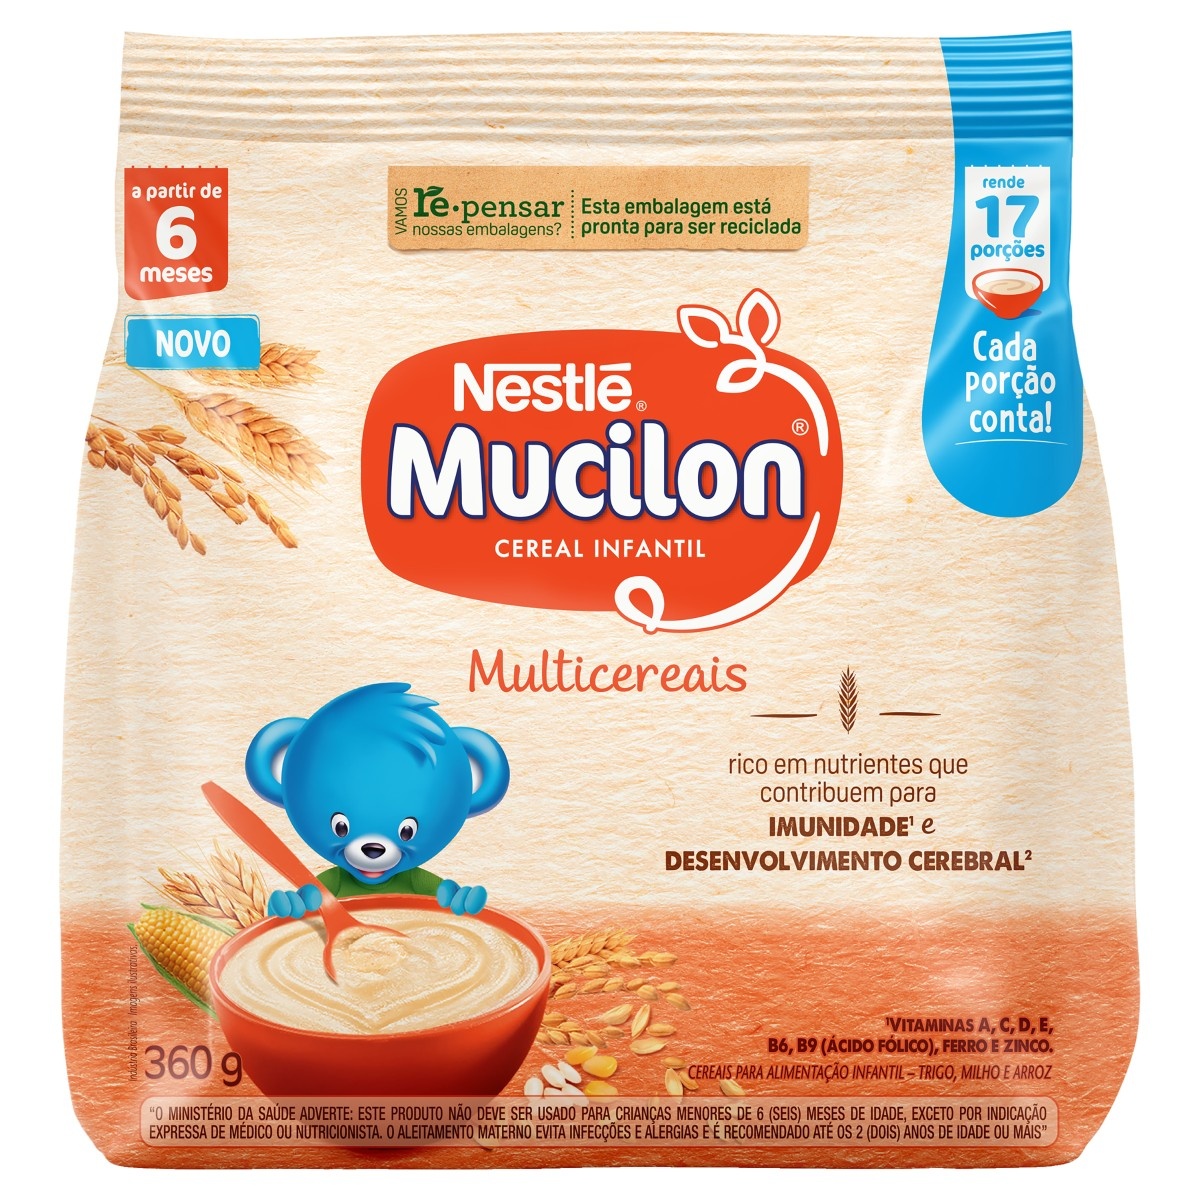 a partir de
6
meses
NOVO
VAMOS
re•pensar
nossas embalagens?
Esta embalagem está
pronta para ser reciclada
rende
17
porções
Cada
porção
conta!
Nestlé®
Mucilon®
CEREAL INFANTIL
Multicereais
rico em nutrientes que
contribuem para
IMUNIDADE¹ e
DESENVOLVIMENTO CEREBRAL²
Indústria Brasileira Imagens ilustrativas
360 g
¹VITAMINAS A, C, D, E,
B6, B9 (ÁCIDO FÓLICO), FERRO E ZINCO.
CEREAIS PARA ALIMENTAÇÃO INFANTIL – TRIGO, MILHO E ARROZ
"O MINISTÉRIO DA SAÚDE ADVERTE: ESTE PRODUTO NÃO DEVE SER USADO PARA CRIANÇAS MENORES DE 6 (SEIS) MESES DE IDADE, EXCETO POR INDICAÇÃO
EXPRESSA DE MÉDICO OU NUTRICIONISTA. O ALEITAMENTO MATERNO EVITA INFECÇÕES E ALERGIAS E É RECOMENDADO ATÉ OS 2 (DOIS) ANOS DE IDADE OU MAIS"